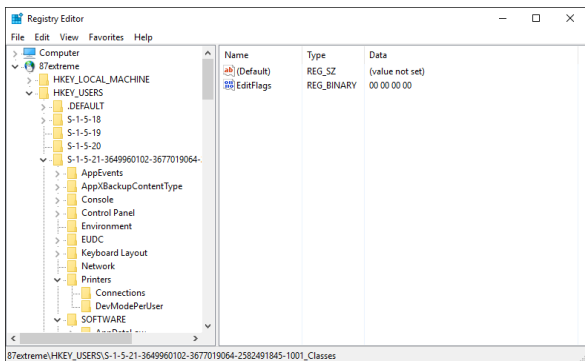 Registry Editor
File Edit View Favorites Help
Computer
87extreme
HKEY_LOCAL_MACHINE
HKEY_USERS
.DEFAULT
S-1-5-18
S-1-5-19
S-1-5-20
S-1-5-21-3649960102-3677019064-
AppEvents
AppXBackupContentType
Console
Control Panel
Environment
EUDC
Keyboard Layout
Network
Printers
Connections
DevModePerUser
SOFTWARE
Name Type Data
(Default) REG_SZ (value not set)
EditFlags REG_BINARY 00 00 00 00
87extreme\HKEY_USERS\S-1-5-21-3649960102-3677019064-2582491845-1001_Classes